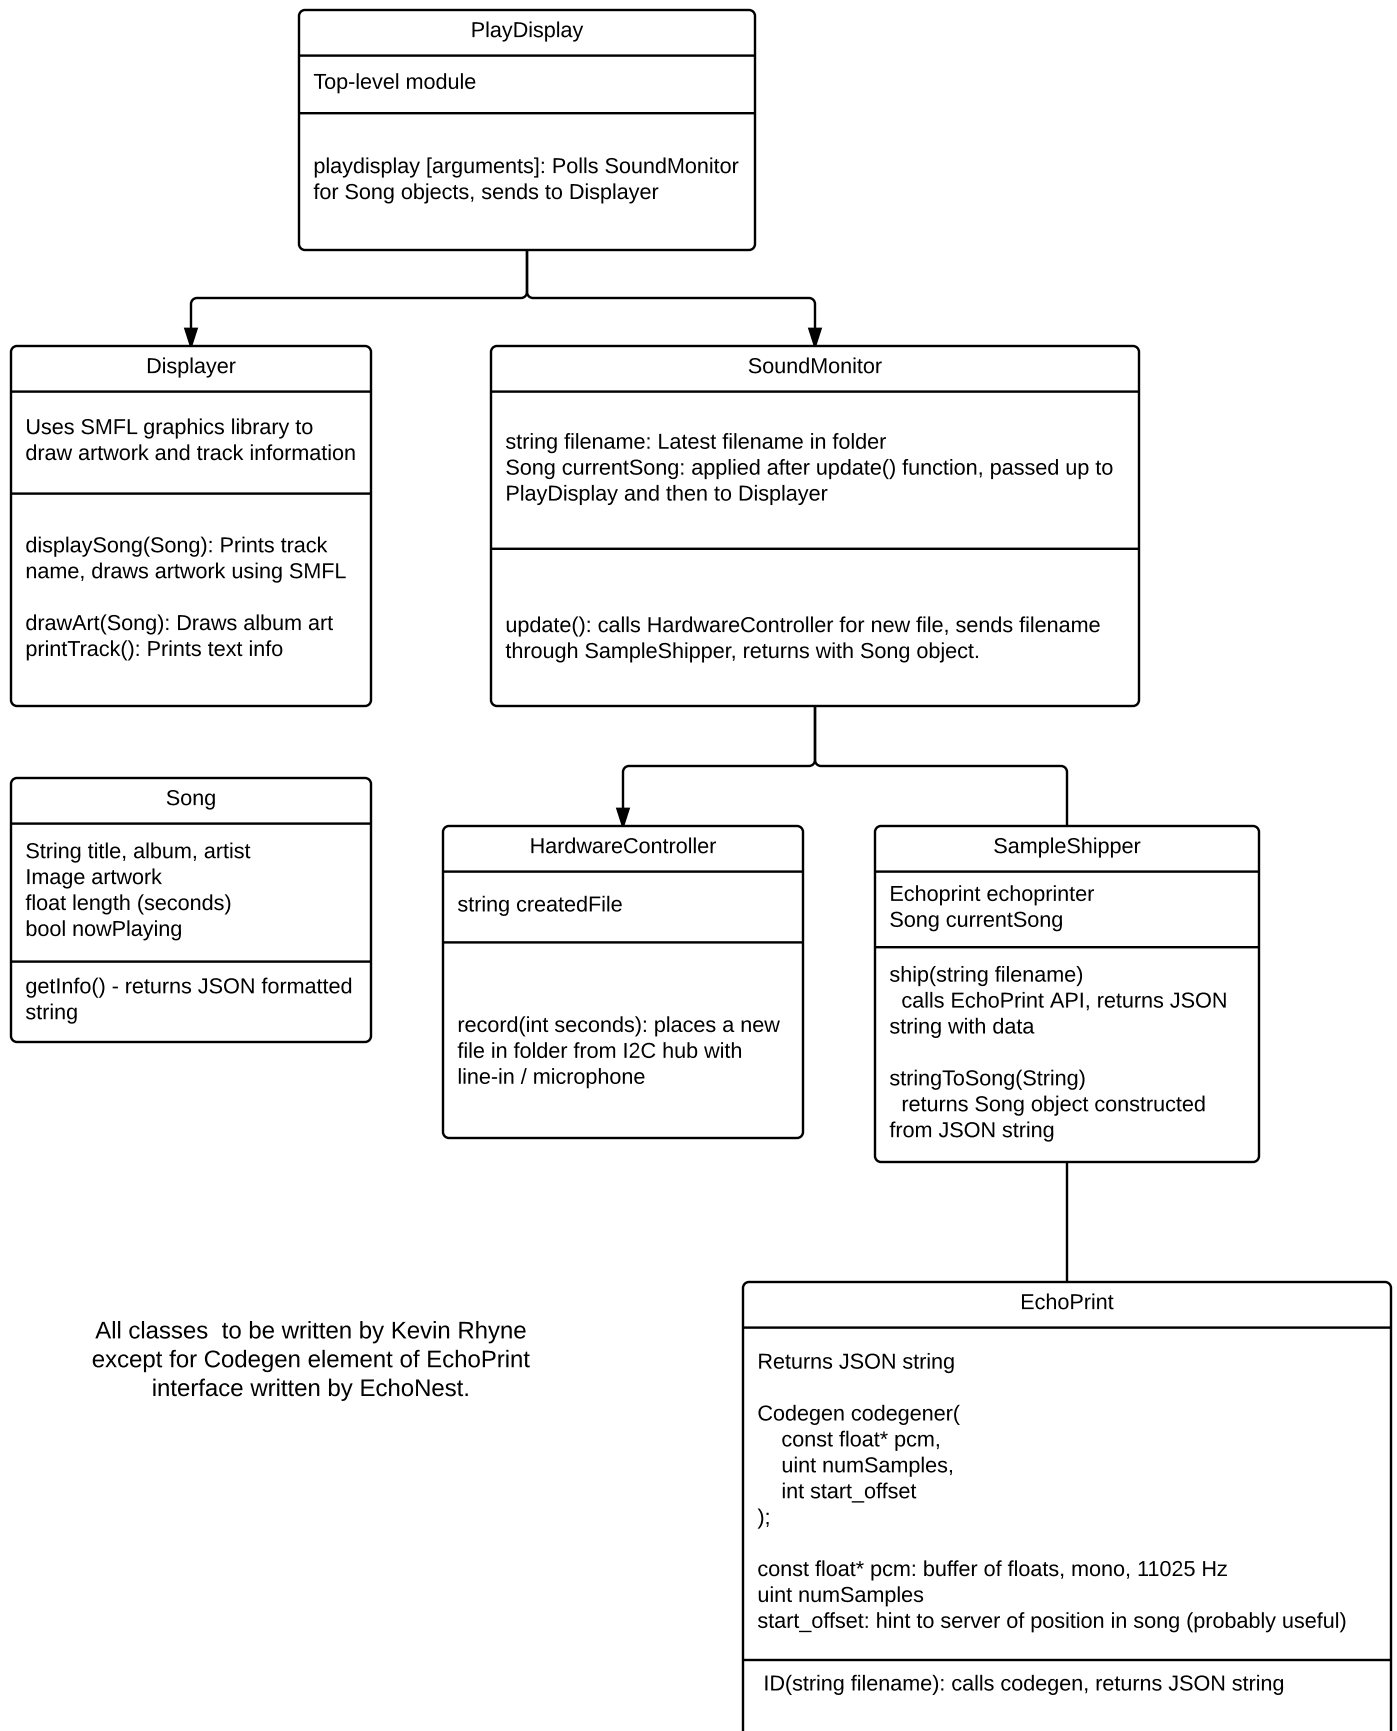 PlayDisplay
Top-level module
playdisplay [arguments]: Polls SoundMonitor
for Song objects, sends to Displayer
Displayer
Uses SMFL graphics library to
draw artwork and track information
displaySong(Song): Prints track
name, draws artwork using SMFL
drawArt(Song): Draws album art
printTrack(): Prints text info
SoundMonitor
string filename: Latest filename in folder
Song currentSong: applied after update() function, passed up to
PlayDisplay and then to Displayer
update(): calls HardwareController for new file, sends filename
through SampleShipper, returns with Song object.
Song
String title, album, artist
Image artwork
float length (seconds)
bool nowPlaying
getInfo() - returns JSON formatted
string
HardwareController
string createdFile
record(int seconds): places a new
file in folder from I2C hub with
line-in / microphone
SampleShipper
Echoprint echoprinter
Song currentSong
ship(string filename)
calls EchoPrint API, returns JSON
string with data
stringToSong(String)
returns Song object constructed
from JSON string
All classes  to be written by Kevin Rhyne
except for Codegen element of EchoPrint
interface written by EchoNest.
EchoPrint
Returns JSON string
Codegen codegener(
const float* pcm,
uint numSamples,
int start_offset
);
const float* pcm: buffer of floats, mono, 11025 Hz
uint numSamples
start_offset: hint to server of position in song (probably useful)
ID(string filename): calls codegen, returns JSON string